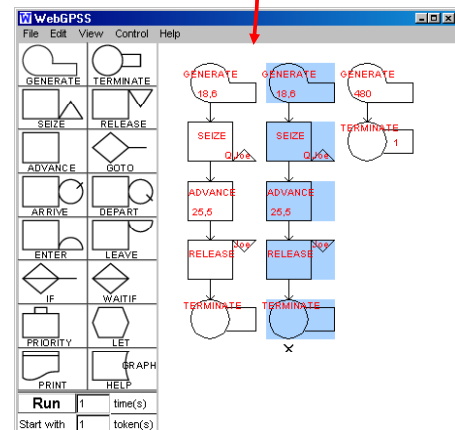 WebGPSS
File Edit View Control Help
GENERATE TERMINATE
SEIZE RELEASE
ADVANCE GOTO
ARRIVE DEPART
ENTER LEAVE
IF WAITIF
PRIORITY LET
PRINT GRAPH HELP
Run 1 time(s)
Start with 1 token(s)
GENERATE GENERATE GENERATE
18,6 18,6 480
SEIZE SEIZE TERMINATE
Q,Joe Q,Joe 1
ADVANCE ADVANCE
25,5 25,5
Joe Joe
RELEASE RELEASE
TERMINATE TERMINATE